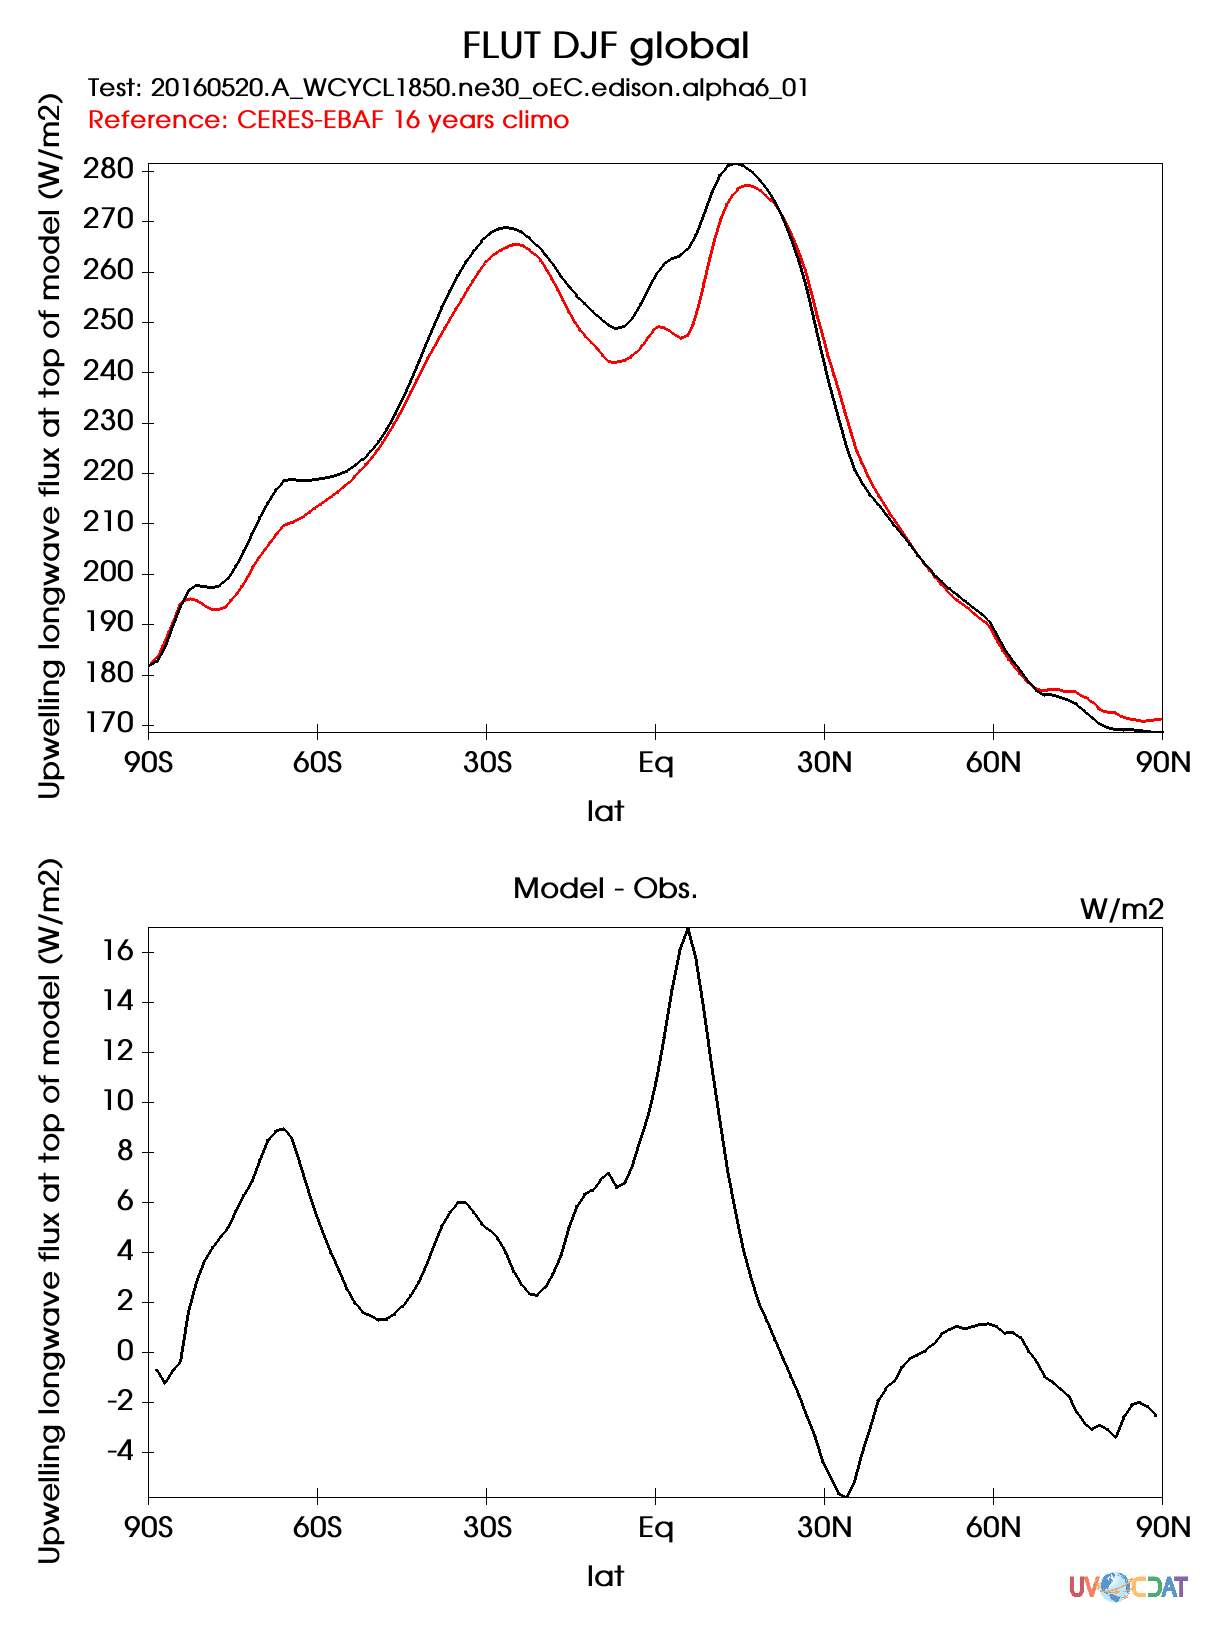 FLUT DJF global
Test: 20160520.A_WCYCL1850.ne30_oEC.edison.alpha6_01
Reference: CERES-EBAF 16 years climo
Upwelling longwave flux at top of model (W/m2)
280
270
260
250
240
230
220
210
200
190
180
170
90S 60S 30S Eq 30N 60N 90N
lat
Model - Obs.
W/m2
Upwelling longwave flux at top of model (W/m2)
16
14
12
10
8
6
4
2
0
-2
-4
90S 60S 30S Eq 30N 60N 90N
lat
UV CDAT